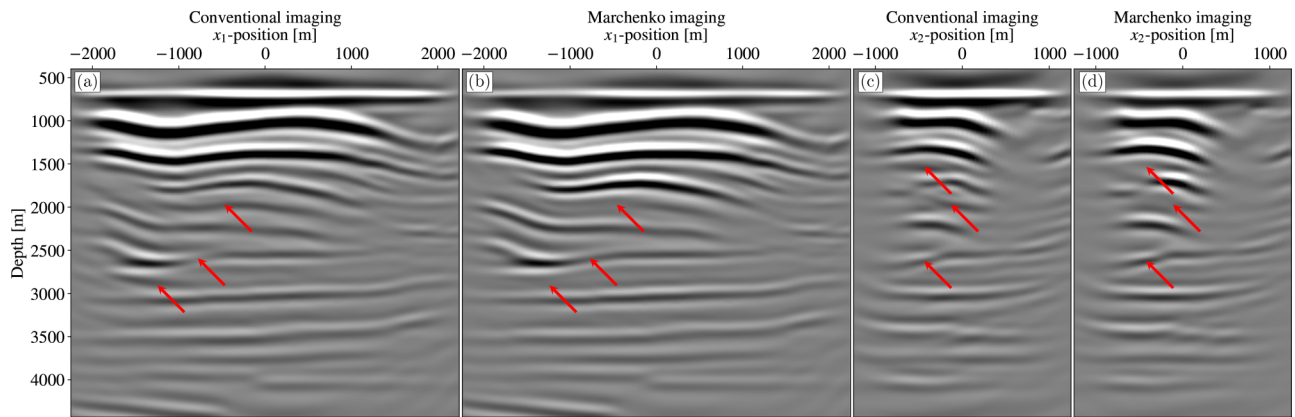 Conventional imaging
x₁-position [m]
−2000 −1000 0 1000 2000
Marchenko imaging
x₁-position [m]
−2000 −1000 0 1000 2000
Conventional imaging
x₂-position [m]
−1000 0 1000
Marchenko imaging
x₂-position [m]
−1000 0 1000
(a)
(b)
(c)
(d)
Depth [m]
500
1000
1500
2000
2500
3000
3500
4000